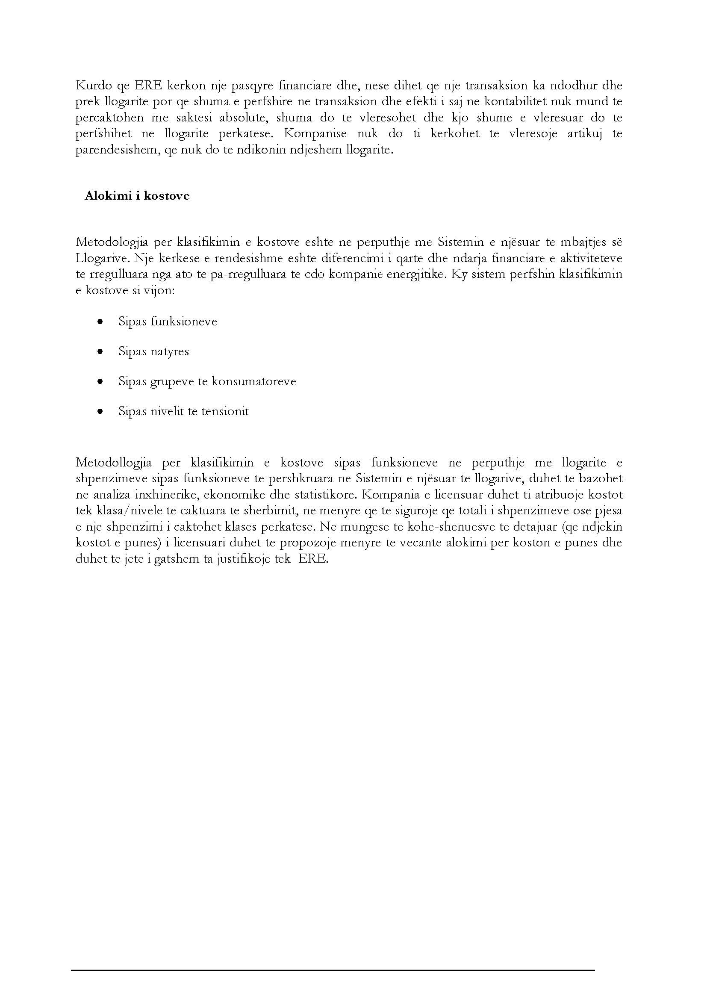 Kurdo qe ERE kerkon nje pasqyre financiare dhe, nese dihet qe nje transaksion ka ndodhur dhe
prek llogarite por qe shuma e perfshire ne transaksion dhe efekti i saj ne kontabilitet nuk mund te
percaktohen me saktesi absolute, shuma do te vleresohet dhe kjo shume e vleresuar do te
perfshihet ne llogarite perkatese. Kompanise nuk do ti kerkohet te vleresoje artikuj te
parendesishem, qe nuk do te ndikonin ndjeshem llogarite.
Alokimi i kostove
Metodologjia per klasifikimin e kostove eshte ne perputhje me Sistemin e njësuar te mbajtjes së
Llogarive. Nje kerkese e rendesishme eshte diferencimi i qarte dhe ndarja financiare e aktiviteteve
te rregulluara nga ato te pa-rregulluara te cdo kompanie energjitike. Ky sistem perfshin klasifikimin
e kostove si vijon:
• Sipas funksioneve
• Sipas natyres
• Sipas grupeve te konsumatoreve
• Sipas nivelit te tensionit
Metodollogjia per klasifikimin e kostove sipas funksioneve ne perputhje me llogarite e
shpenzimeve sipas funksioneve te pershkruara ne Sistemin e njësuar te llogarive, duhet te bazohet
ne analiza inxhinerike, ekonomike dhe statistikore. Kompania e licensuar duhet ti atribuoje kostot
tek klasa/nivele te caktuara te sherbimit, ne menyre qe te siguroje qe totali i shpenzimeve ose pjesa
e nje shpenzimi i caktohet klases perkatese. Ne mungese te kohe-shenuesve te detajuar (qe ndjekin
kostot e punes) i licensuari duhet te propozoje menyre te vecante alokimi per koston e punes dhe
duhet te jete i gatshem ta justifikoje tek  ERE.